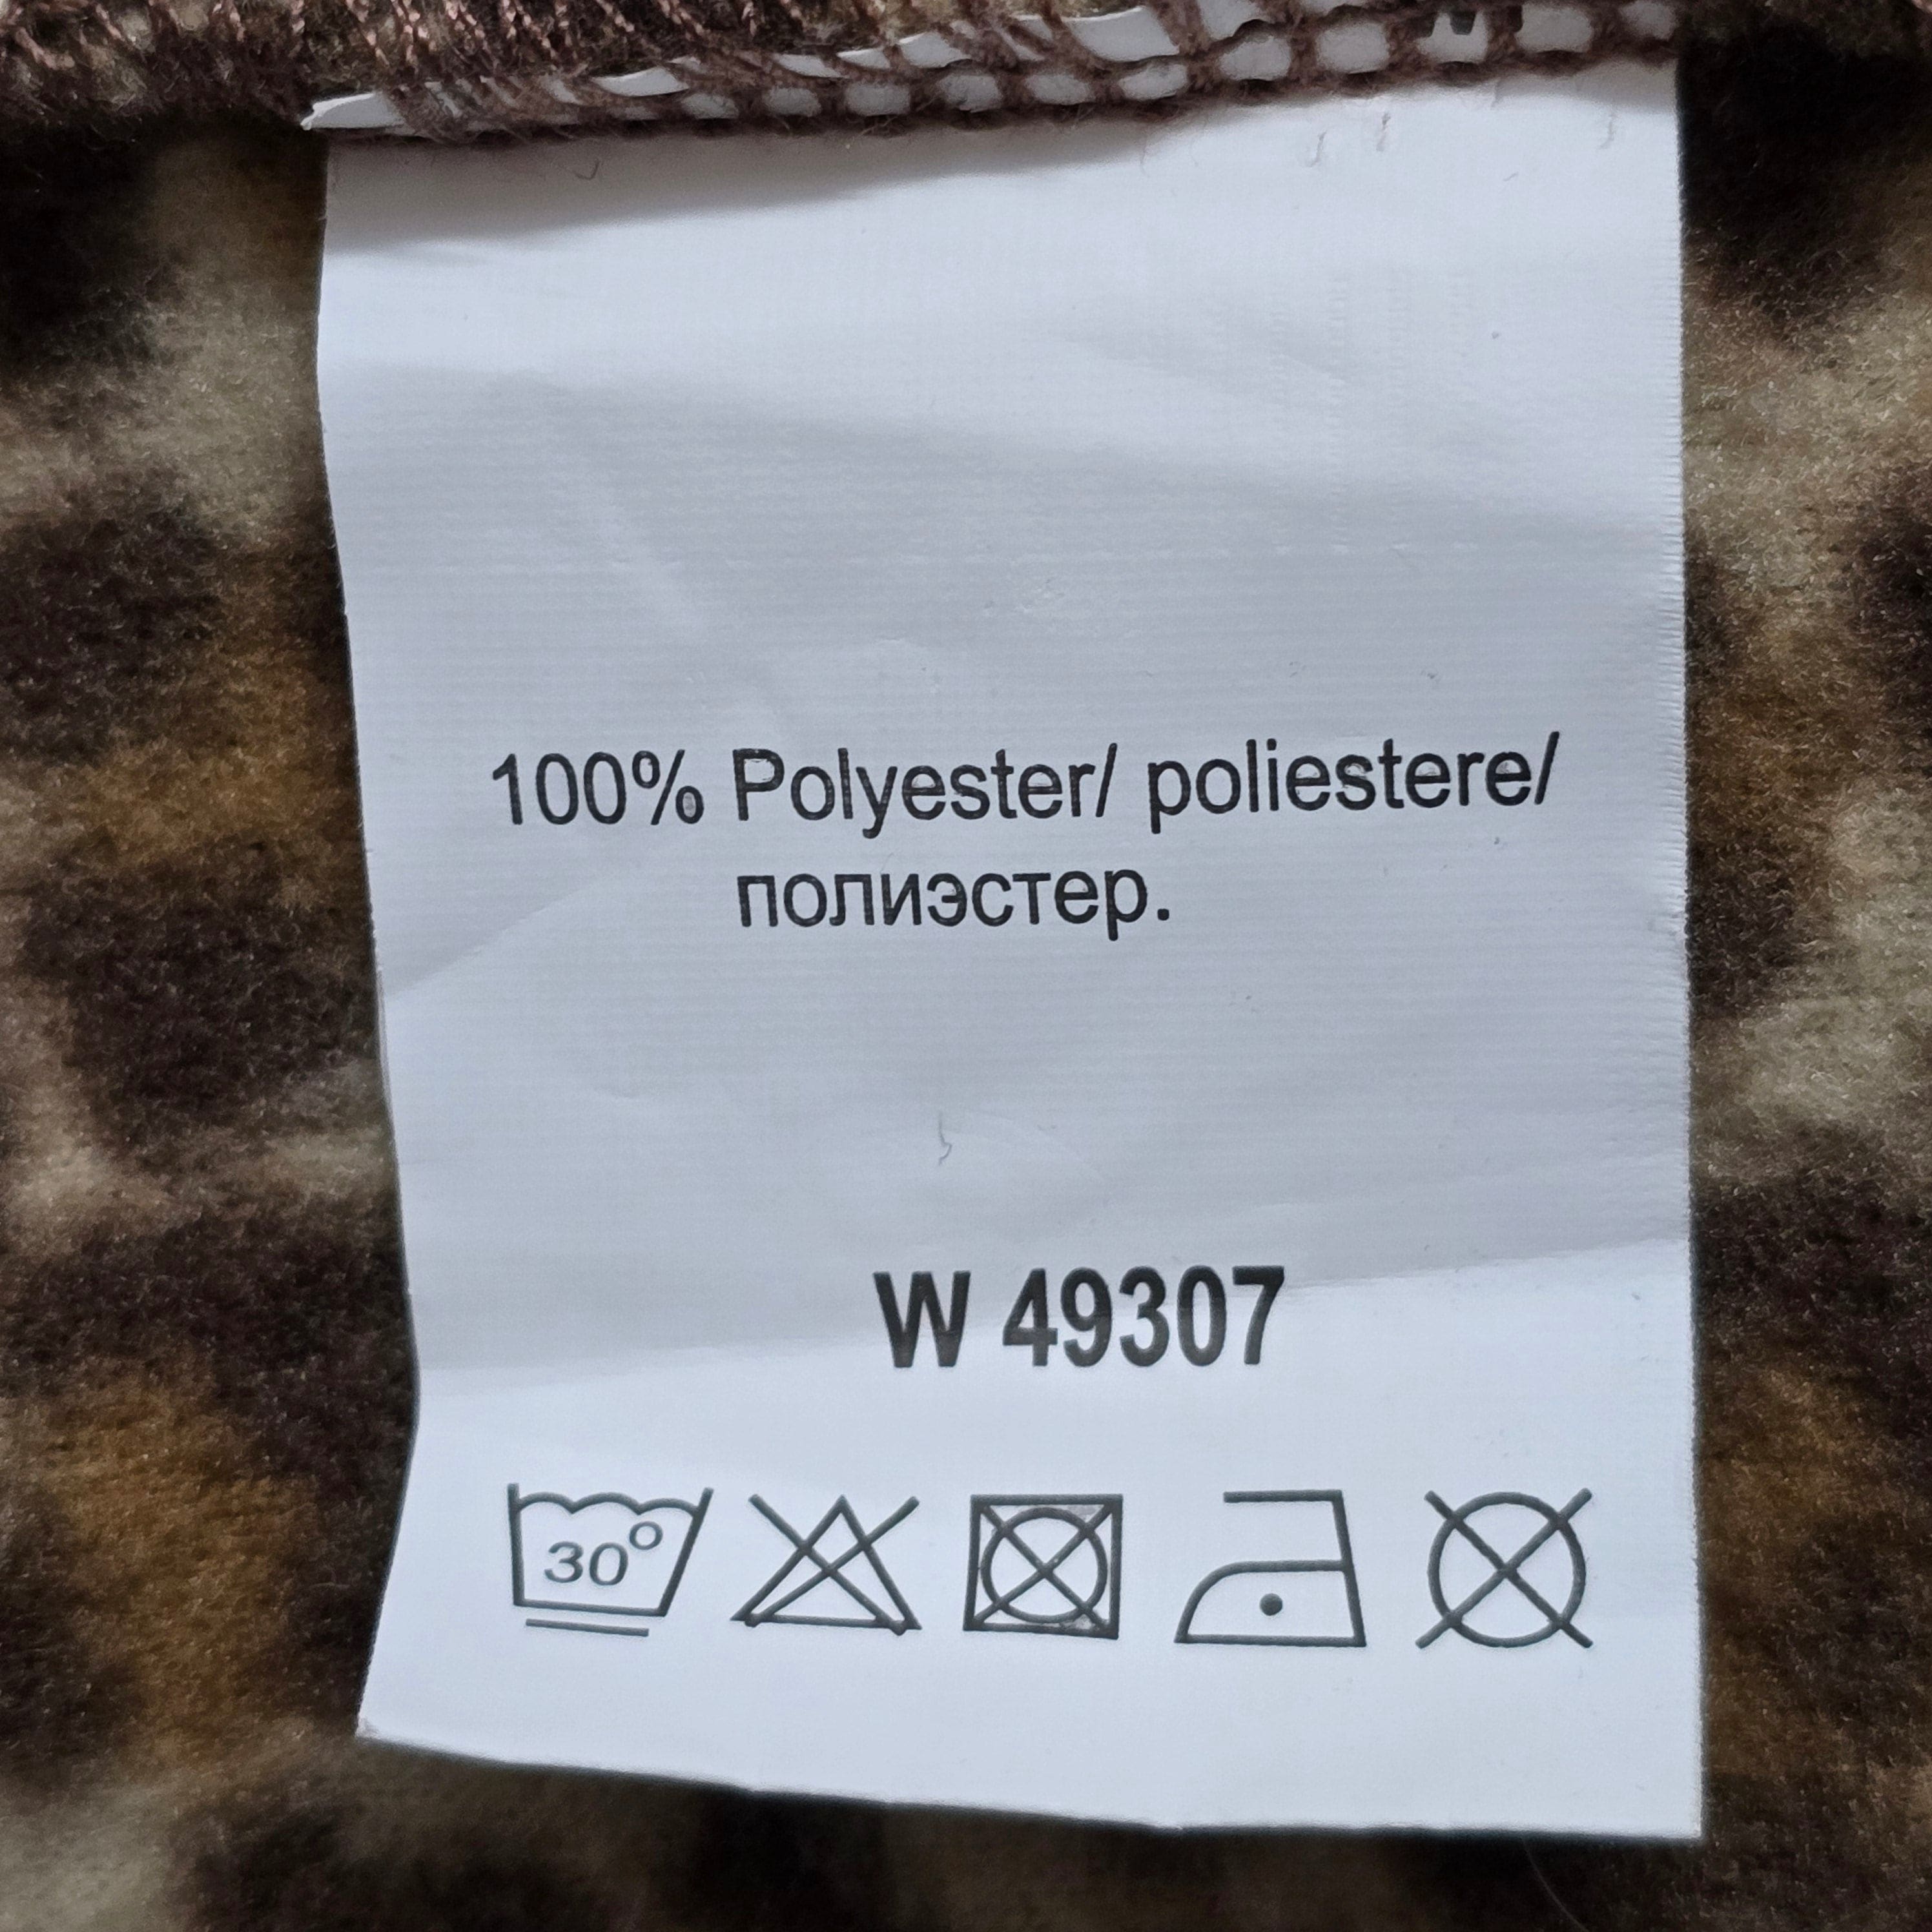 100% Polyester/ poliestere/
полиэстер.
W 49307
30°